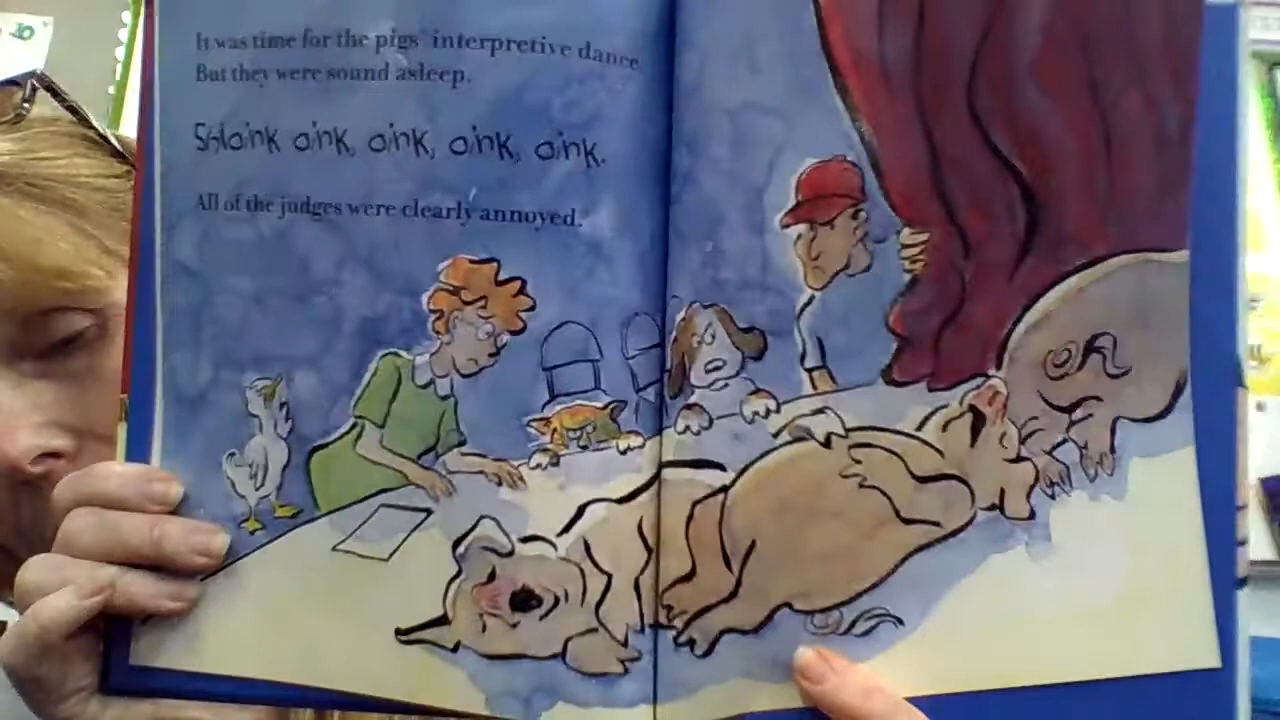 It was time for the pigs' interpretive dance.
But they were sound asleep.
Shloink oink, oink, oink, oink.
All of the judges were clearly annoyed.